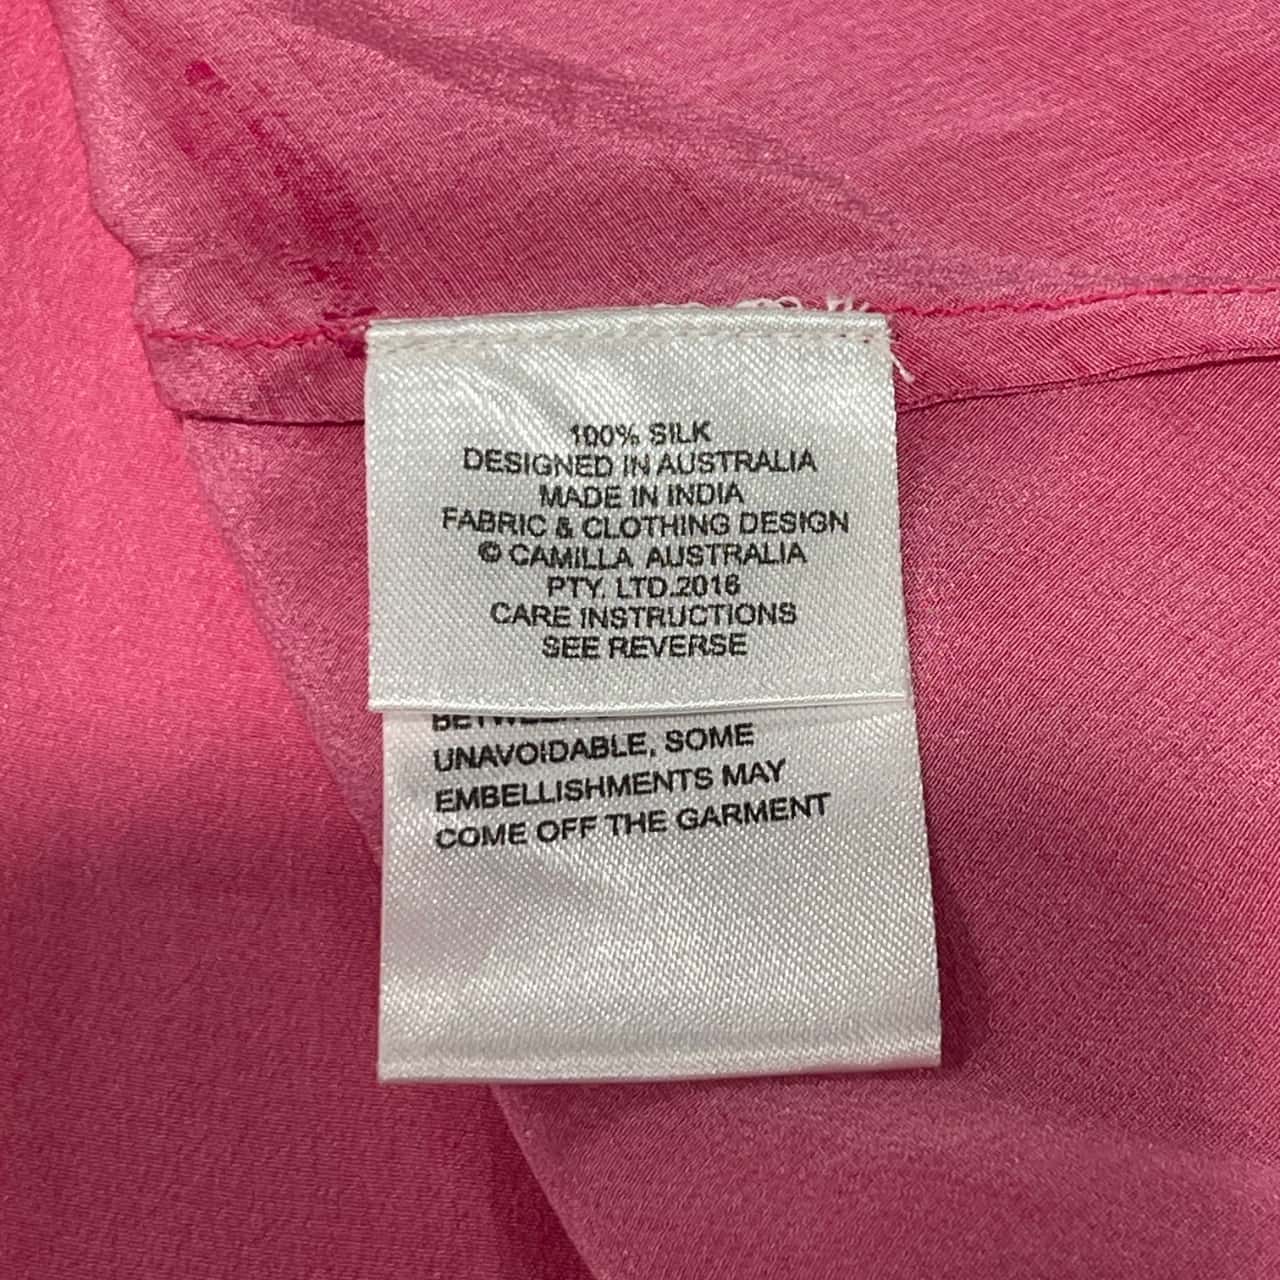 100% SILK
DESIGNED IN AUSTRALIA
MADE IN INDIA
FABRIC & CLOTHING DESIGN
© CAMILLA AUSTRALIA
PTY. LTD.2016
CARE INSTRUCTIONS
SEE REVERSE
UNAVOIDABLE, SOME
EMBELLISHMENTS MAY
COME OFF THE GARMENT